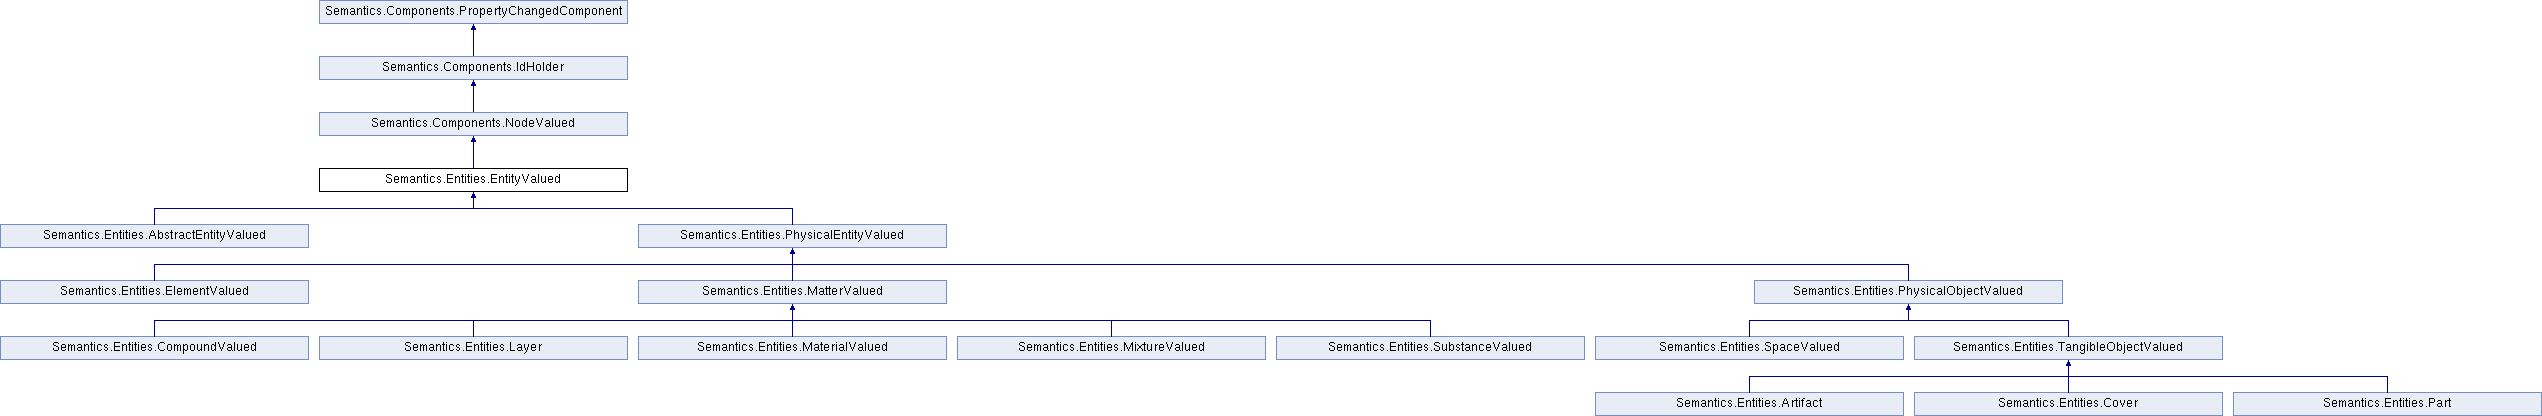 Semantics.Components.PropertyChangedComponent
Semantics.Components.IdHolder
Semantics.Components.NodeValued
Semantics.Entities.EntityValued
Semantics.Entities.AbstractEntityValued
Semantics.Entities.PhysicalEntityValued
Semantics.Entities.ElementValued
Semantics.Entities.MatterValued
Semantics.Entities.PhysicalObjectValued
Semantics.Entities.CompoundValued
Semantics.Entities.Layer
Semantics.Entities.MaterialValued
Semantics.Entities.MixtureValued
Semantics.Entities.SubstanceValued
Semantics.Entities.SpaceValued
Semantics.Entities.TangibleObjectValued
Semantics.Entities.Artifact
Semantics.Entities.Cover
Semantics.Entities.Part